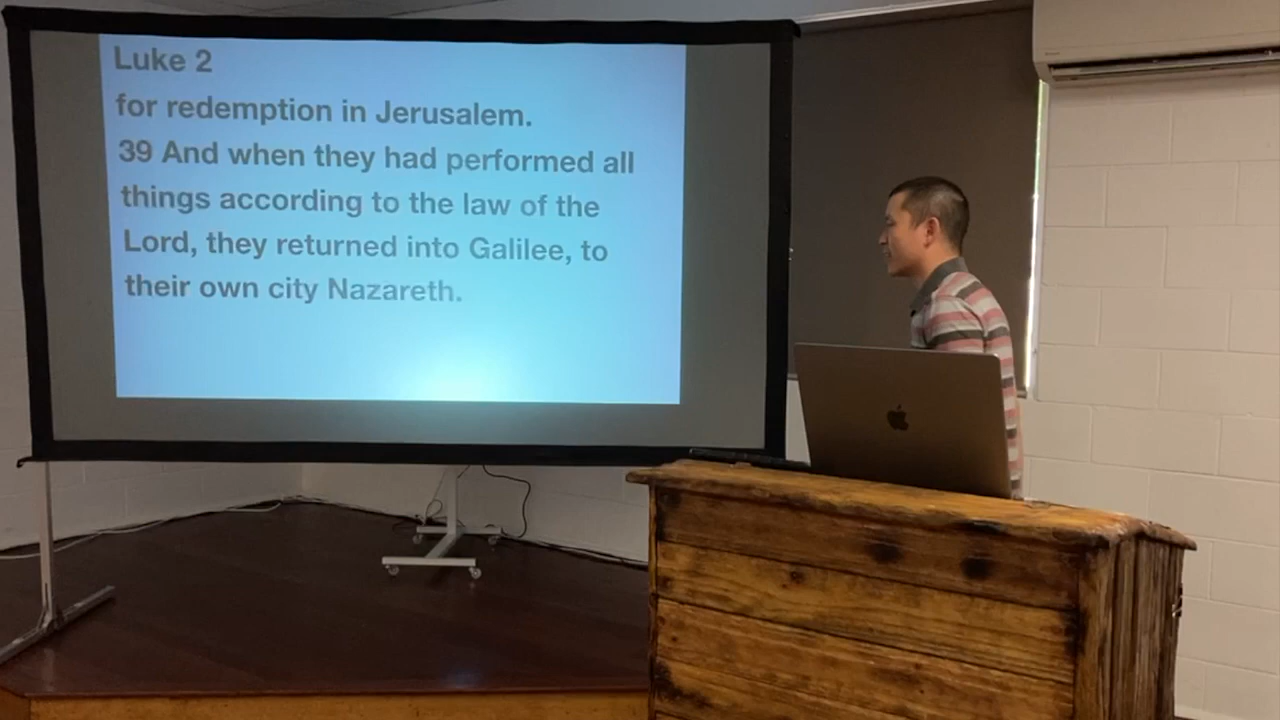 Luke 2
for redemption in Jerusalem.
39 And when they had performed all
things according to the law of the
Lord, they returned into Galilee, to
their own city Nazareth.